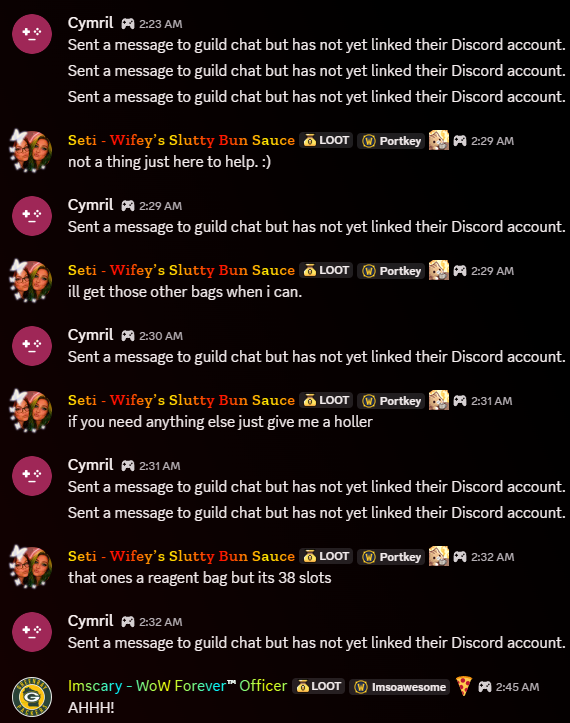 Cymril 2:23 AM
Sent a message to guild chat but has not yet linked their Discord account.
Sent a message to guild chat but has not yet linked their Discord account.
Sent a message to guild chat but has not yet linked their Discord account.
Seti - Wifey's Slutty Bun Sauce LOOT Portkey 2:29 AM
not a thing just here to help. :)
Cymril 2:29 AM
Sent a message to guild chat but has not yet linked their Discord account.
Seti - Wifey's Slutty Bun Sauce LOOT Portkey 2:29 AM
ill get those other bags when i can.
Cymril 2:30 AM
Sent a message to guild chat but has not yet linked their Discord account.
Seti - Wifey's Slutty Bun Sauce LOOT Portkey 2:31 AM
if you need anything else just give me a holler
Cymril 2:31 AM
Sent a message to guild chat but has not yet linked their Discord account.
Sent a message to guild chat but has not yet linked their Discord account.
Seti - Wifey's Slutty Bun Sauce LOOT Portkey 2:32 AM
that ones a reagent bag but its 38 slots
Cymril 2:32 AM
Sent a message to guild chat but has not yet linked their Discord account.
Imscary - WoW Forever™ Officer LOOT Imsoawesome 2:45 AM
AHHH!